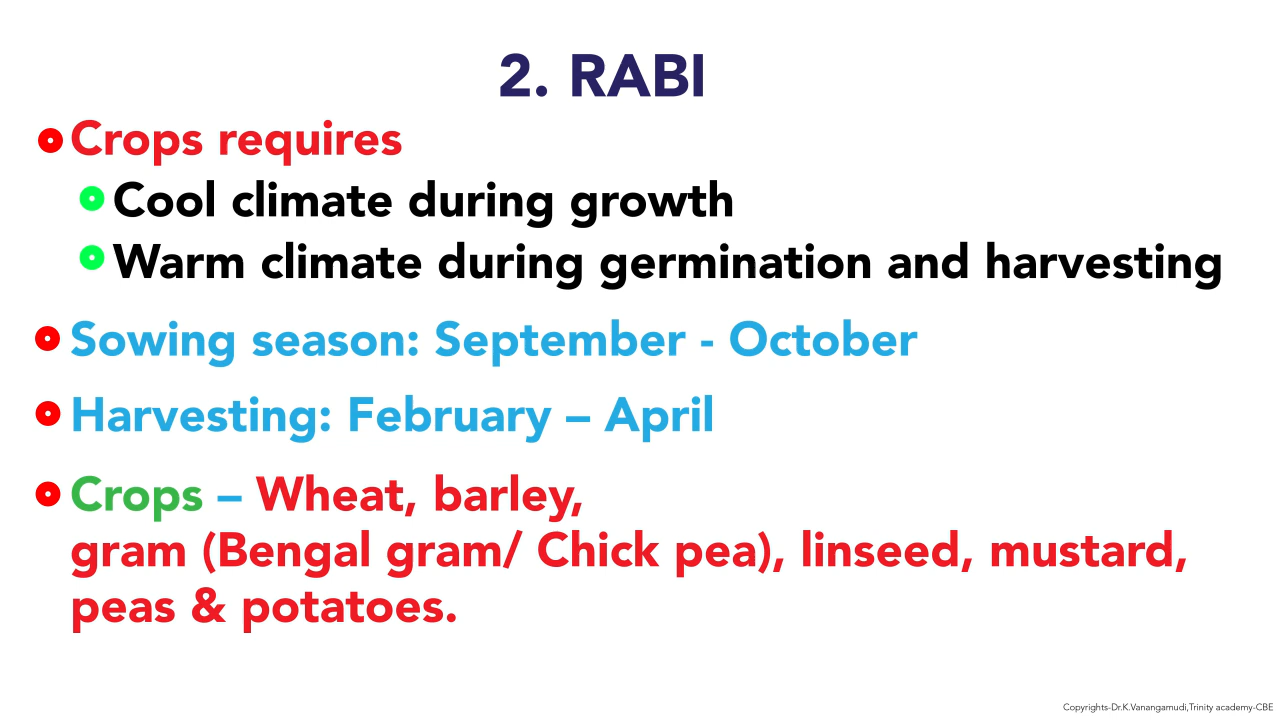 2. RABI
Crops requires
Cool climate during growth
Warm climate during germination and harvesting
Sowing season: September - October
Harvesting: February – April
Crops – Wheat, barley,
gram (Bengal gram/ Chick pea), linseed, mustard,
peas & potatoes.
Copyrights-Dr.K.Vanangamudi,Trinity academy-CBE